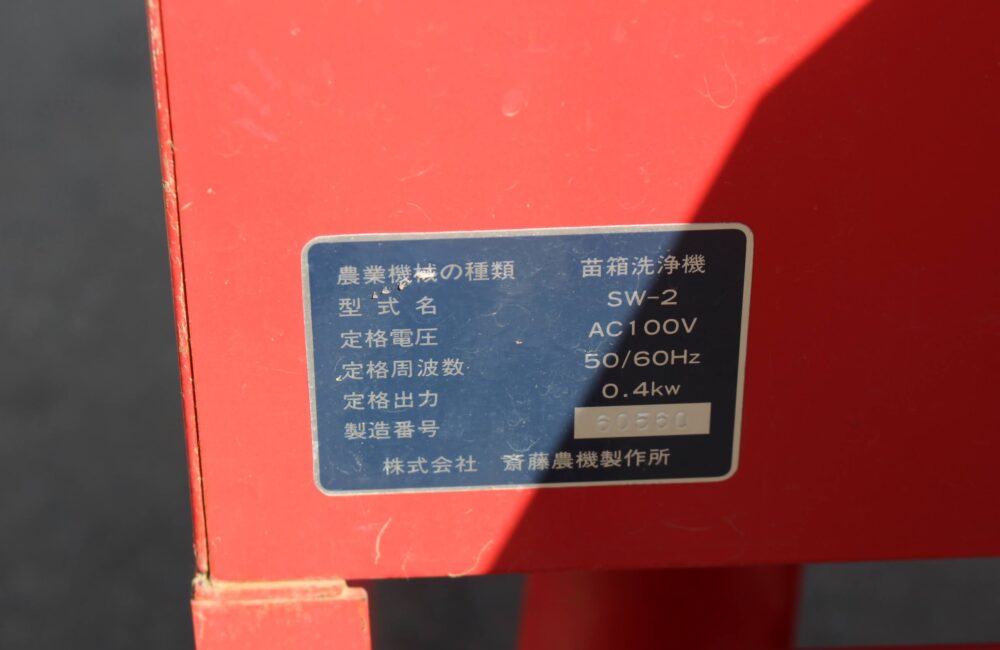 農業機械の種類 苗箱洗浄機
型式名 SW-2
定格電圧 AC100V
定格周波数 50/60Hz
定格出力 0.4kw
製造番号 60560
株式会社 斎藤農機製作所